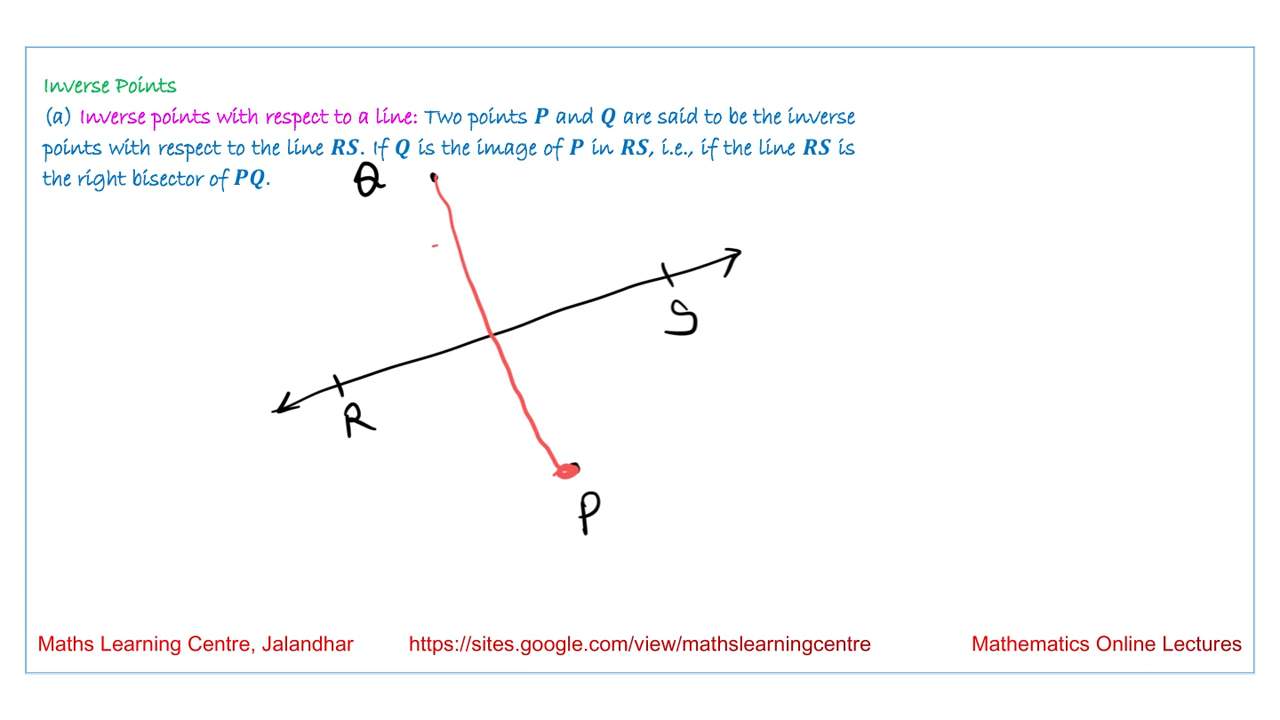 Inverse Points
(a) Inverse points with respect to a line: Two points P and Q are said to be the inverse
points with respect to the line RS. If Q is the image of P in RS, i.e., if the line RS is
the right bisector of PQ.
Q
S
R
P
Maths Learning Centre, Jalandhar https://sites.google.com/view/mathslearningcentre Mathematics Online Lectures